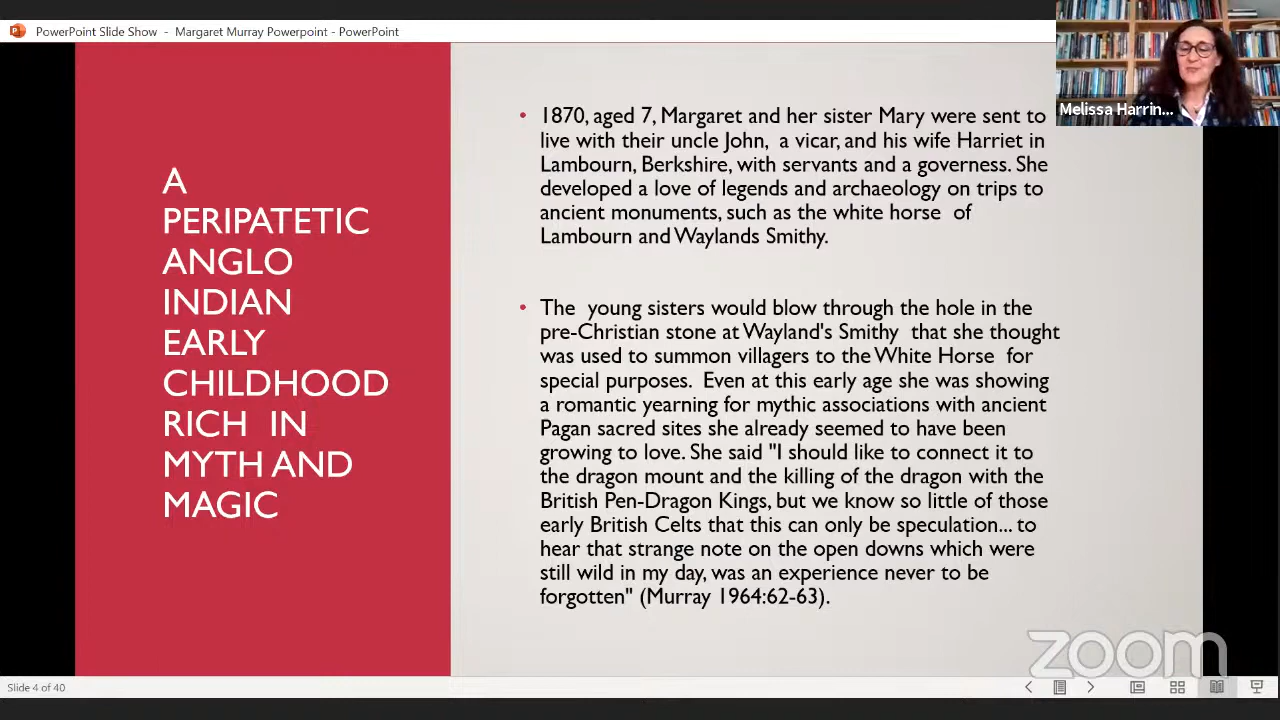 PowerPoint Slide Show - Margaret Murray Powerpoint - PowerPoint
Melissa Harrin...
A
PERIPATETIC
ANGLO
INDIAN
EARLY
CHILDHOOD
RICH IN
MYTH AND
MAGIC
• 1870, aged 7, Margaret and her sister Mary were sent to
live with their uncle John, a vicar, and his wife Harriet in
Lambourn, Berkshire, with servants and a governess. She
developed a love of legends and archaeology on trips to
ancient monuments, such as the white horse of
Lambourn and Waylands Smithy.
• The young sisters would blow through the hole in the
pre-Christian stone at Wayland's Smithy that she thought
was used to summon villagers to the White Horse for
special purposes. Even at this early age she was showing
a romantic yearning for mythic associations with ancient
Pagan sacred sites she already seemed to have been
growing to love. She said "I should like to connect it to
the dragon mount and the killing of the dragon with the
British Pen-Dragon Kings, but we know so little of those
early British Celts that this can only be speculation... to
hear that strange note on the open downs which were
still wild in my day, was an experience never to be
forgotten" (Murray 1964:62-63).
zoom
Slide 4 of 40